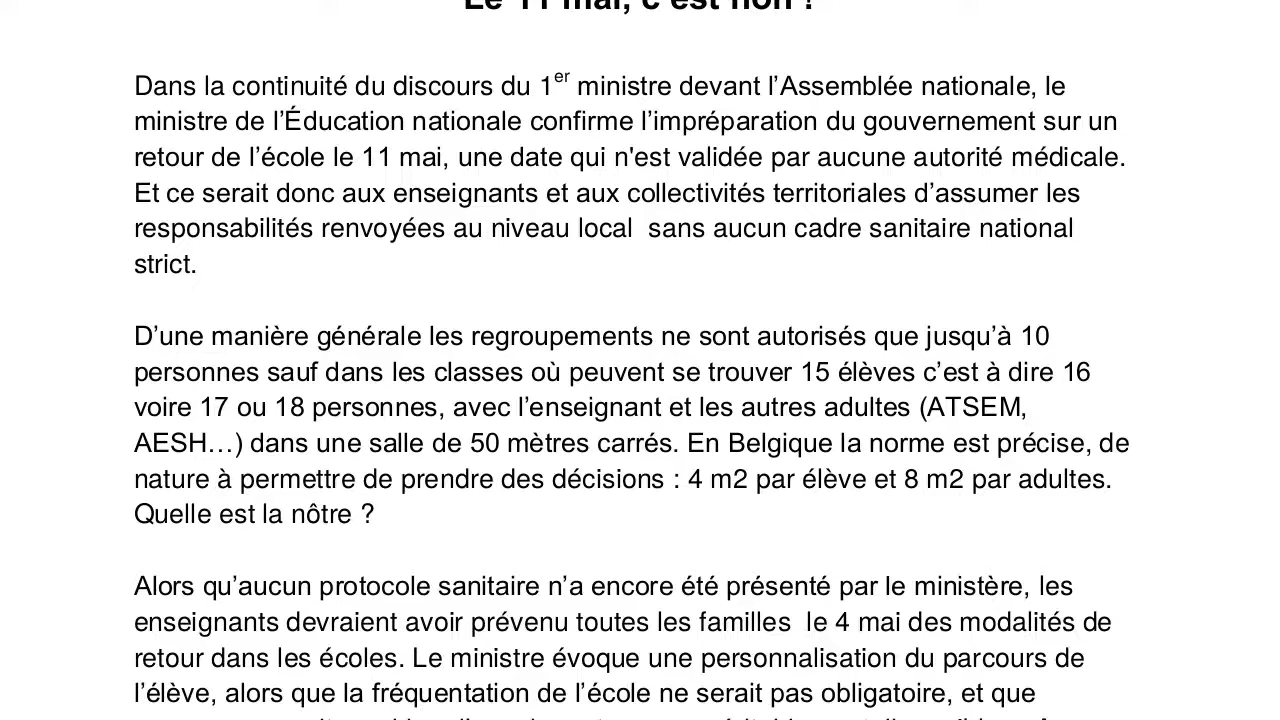 Le 11 mai, c'est non !
Dans la continuité du discours du 1er ministre devant l’Assemblée nationale, le
ministre de l’Éducation nationale confirme l’impréparation du gouvernement sur un
retour de l’école le 11 mai, une date qui n'est validée par aucune autorité médicale.
Et ce serait donc aux enseignants et aux collectivités territoriales d’assumer les
responsabilités renvoyées au niveau local  sans aucun cadre sanitaire national
strict.
D’une manière générale les regroupements ne sont autorisés que jusqu’à 10
personnes sauf dans les classes où peuvent se trouver 15 élèves c’est à dire 16
voire 17 ou 18 personnes, avec l’enseignant et les autres adultes (ATSEM,
AESH…) dans une salle de 50 mètres carrés. En Belgique la norme est précise, de
nature à permettre de prendre des décisions : 4 m2 par élève et 8 m2 par adultes.
Quelle est la nôtre ?
Alors qu’aucun protocole sanitaire n’a encore été présenté par le ministère, les
enseignants devraient avoir prévenu toutes les familles  le 4 mai des modalités de
retour dans les écoles. Le ministre évoque une personnalisation du parcours de
l’élève, alors que la fréquentation de l’école ne serait pas obligatoire, et que